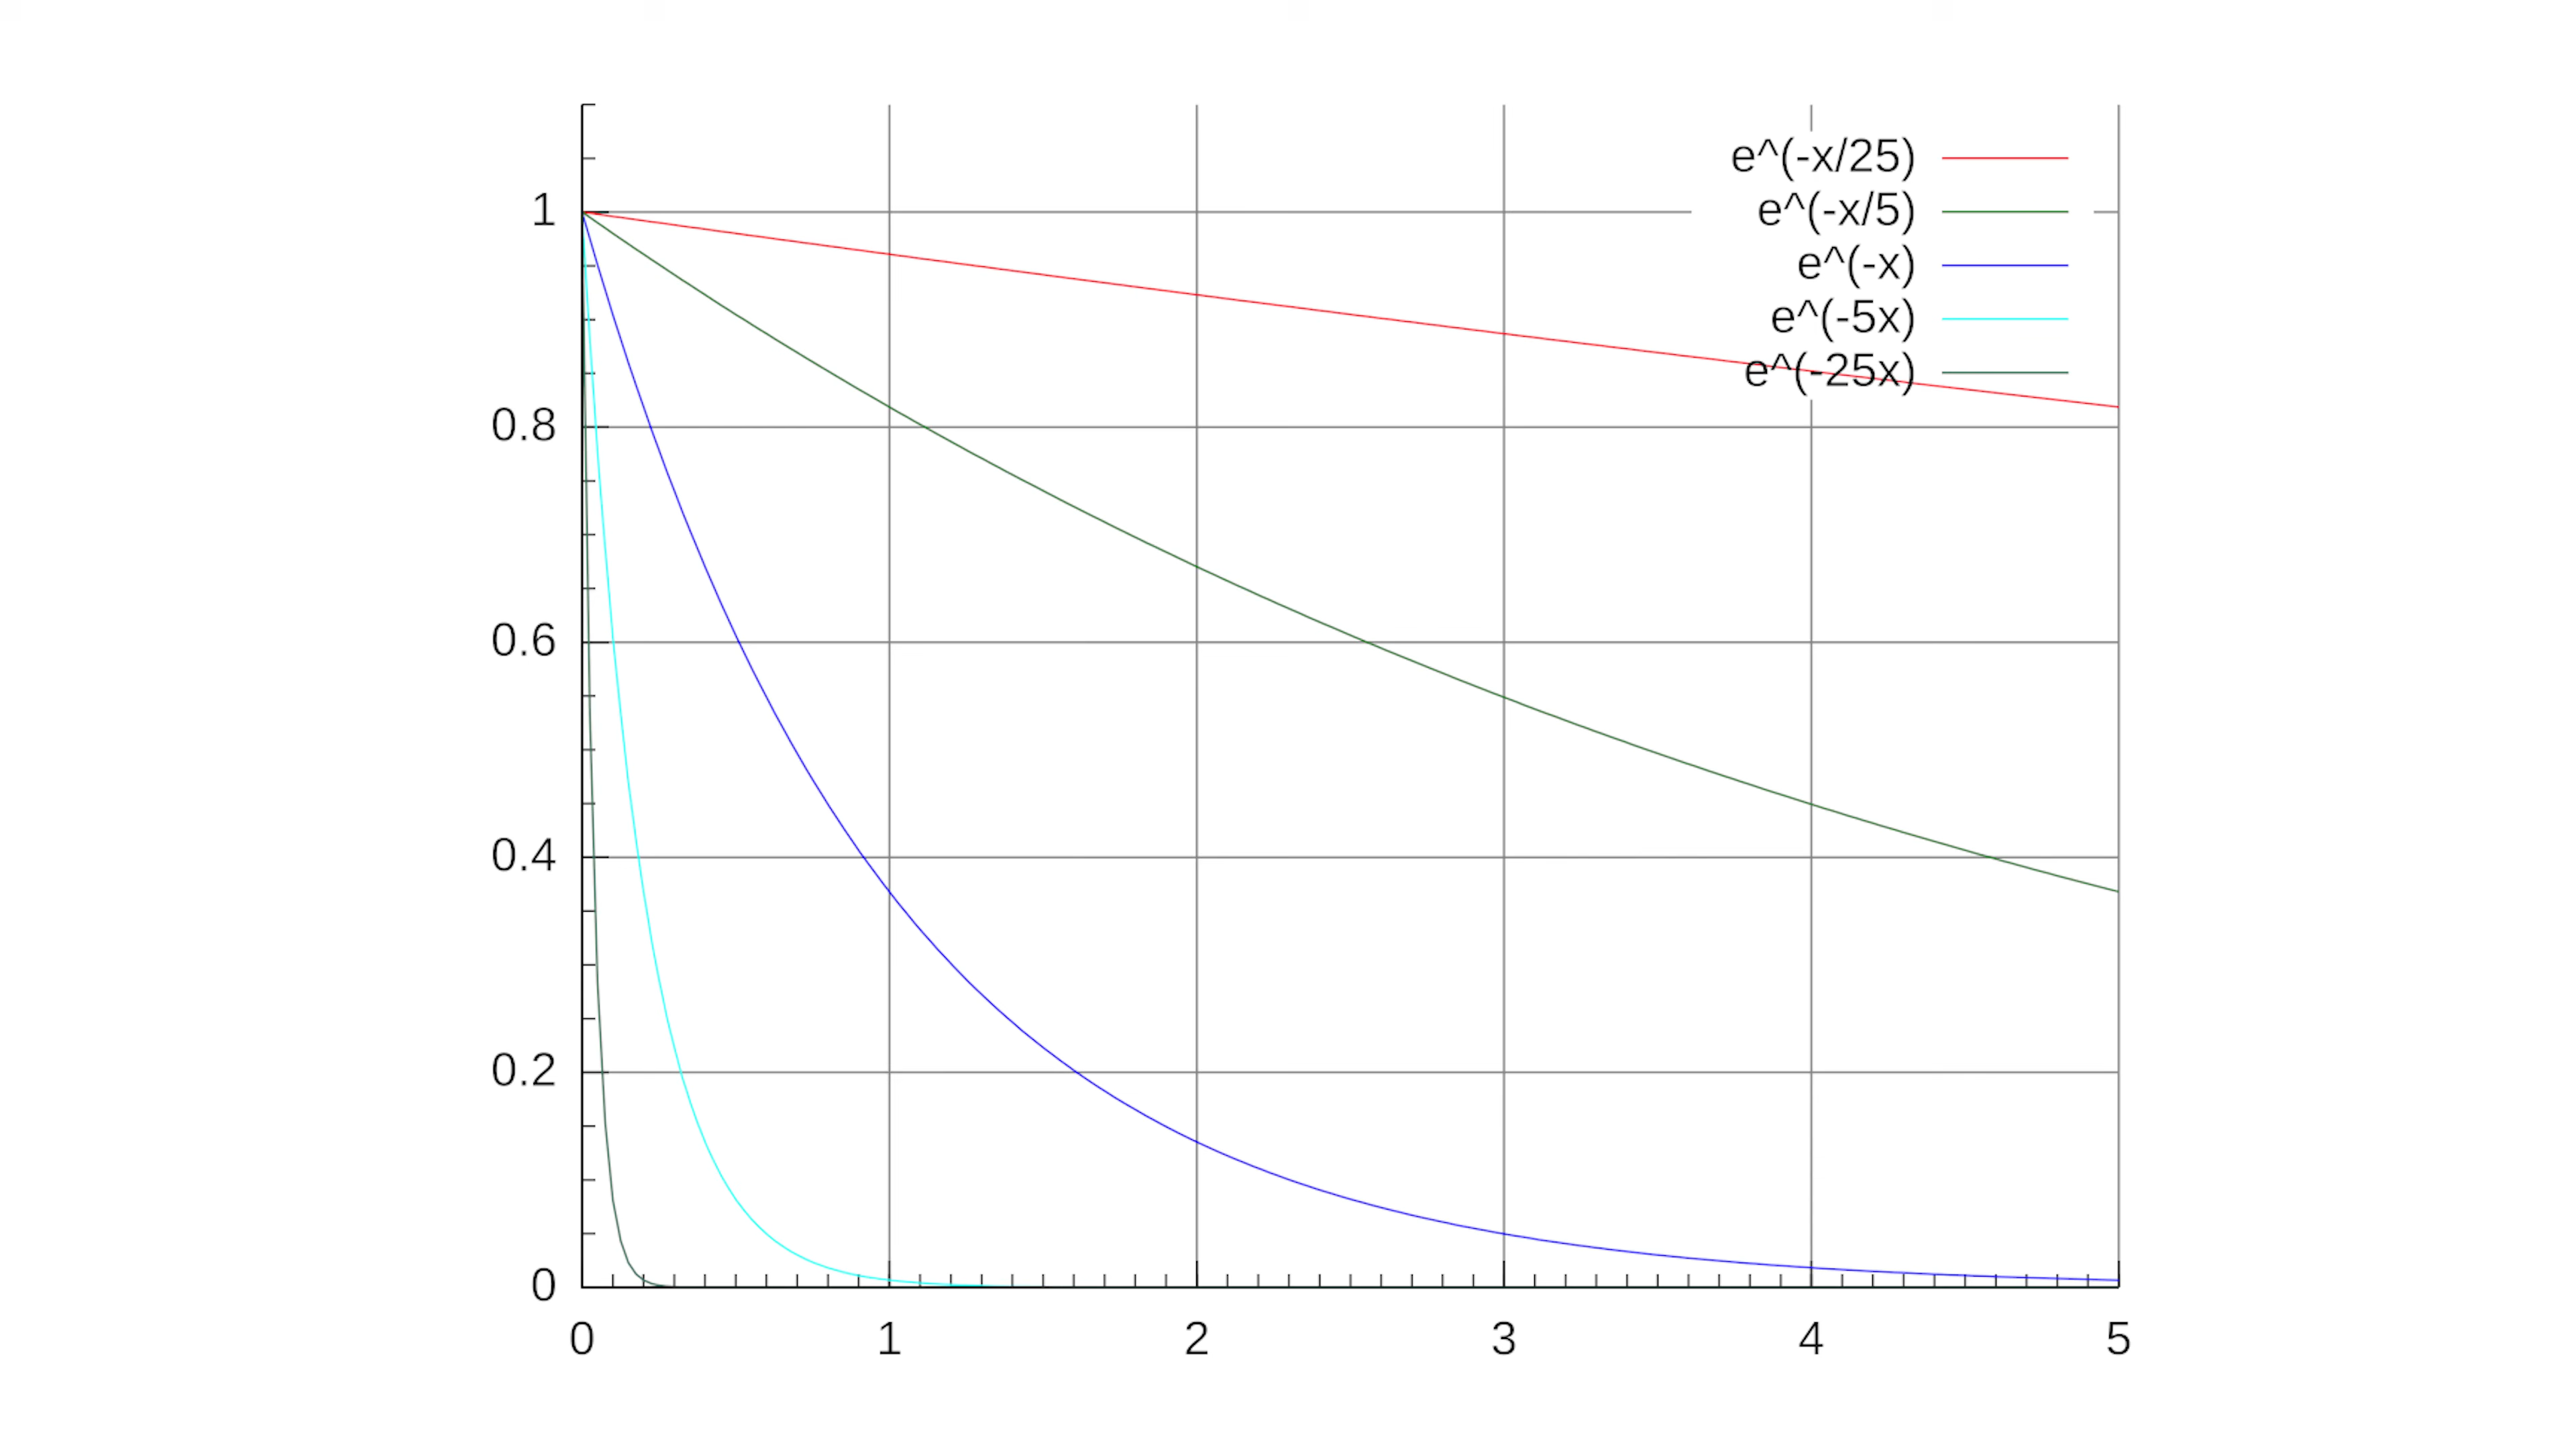 e^(-x/25)
1
e^(-x/5)
e^(-x)
e^(-5x)
e^(-25x)
0.8
0.6
0.4
0.2
0
0 1 2 3 4 5